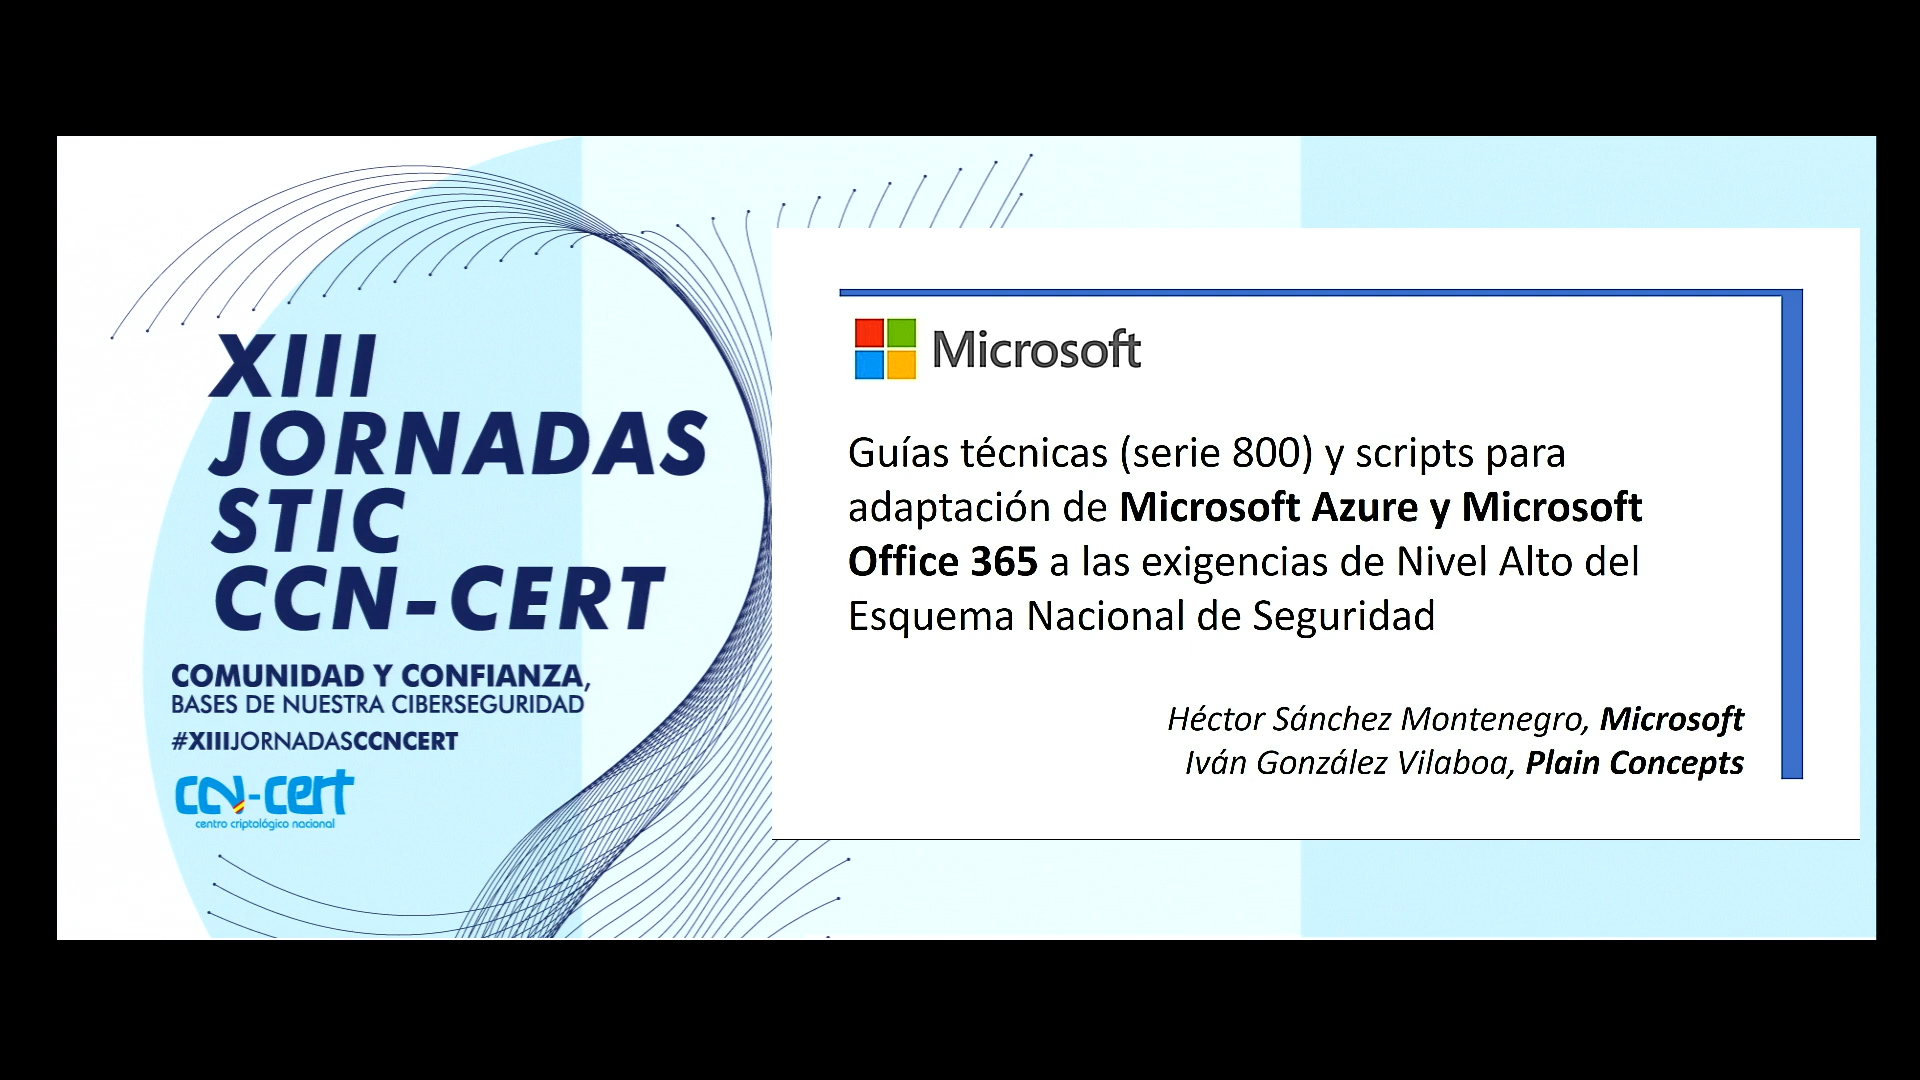 XIII
JORNADAS
STIC
CCN-CERT
COMUNIDAD Y CONFIANZA,
BASES DE NUESTRA CIBERSEGURIDAD
#XIIIJORNADASCCNCERT
ccn-cert
centro criptológico nacional
Microsoft
Guías técnicas (serie 800) y scripts para
adaptación de Microsoft Azure y Microsoft
Office 365 a las exigencias de Nivel Alto del
Esquema Nacional de Seguridad
Héctor Sánchez Montenegro, Microsoft
Iván González Vilaboa, Plain Concepts